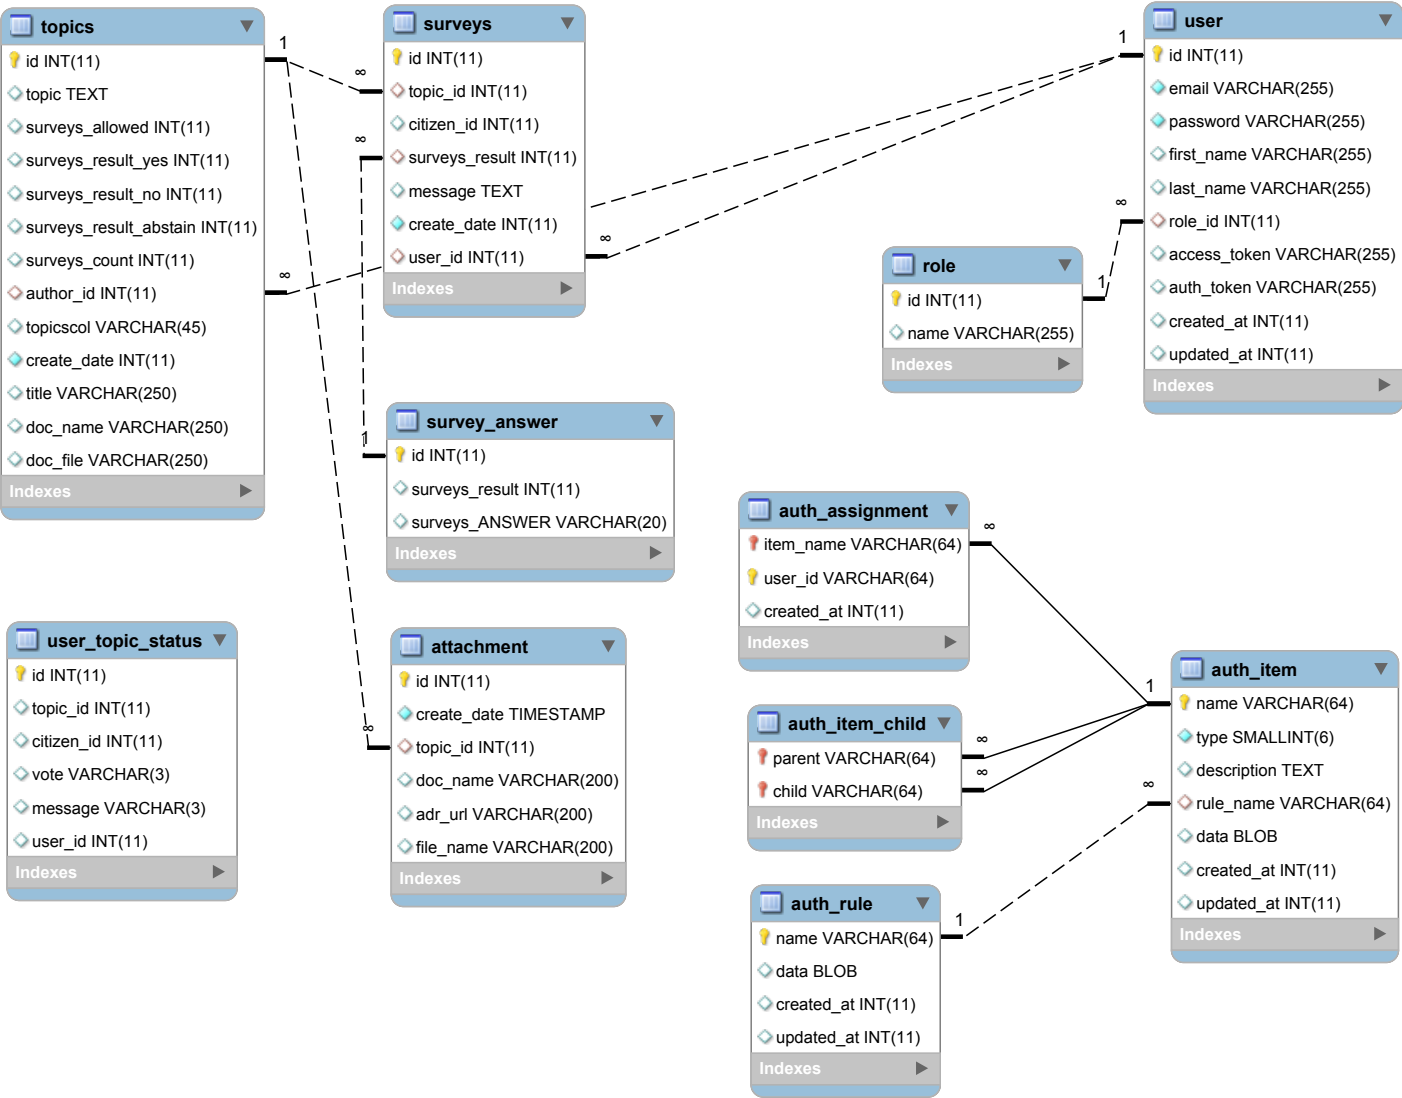 topics
id INT(11)
topic TEXT
surveys_allowed INT(11)
surveys_result_yes INT(11)
surveys_result_no INT(11)
surveys_result_abstain INT(11)
surveys_count INT(11)
author_id INT(11)
topicscol VARCHAR(45)
create_date INT(11)
title VARCHAR(250)
doc_name VARCHAR(250)
doc_file VARCHAR(250)
Indexes
1
∞
surveys
id INT(11)
topic_id INT(11)
citizen_id INT(11)
surveys_result INT(11)
message TEXT
create_date INT(11)
user_id INT(11)
Indexes
∞
∞
∞
user
id INT(11)
email VARCHAR(255)
password VARCHAR(255)
first_name VARCHAR(255)
last_name VARCHAR(255)
role_id INT(11)
access_token VARCHAR(255)
auth_token VARCHAR(255)
created_at INT(11)
updated_at INT(11)
Indexes
1
∞
role
id INT(11)
name VARCHAR(255)
Indexes
1
survey_answer
id INT(11)
surveys_result INT(11)
surveys_ANSWER VARCHAR(20)
Indexes
1
auth_assignment
item_name VARCHAR(64)
user_id VARCHAR(64)
created_at INT(11)
Indexes
∞
user_topic_status
id INT(11)
topic_id INT(11)
citizen_id INT(11)
vote VARCHAR(3)
message VARCHAR(3)
user_id INT(11)
Indexes
attachment
id INT(11)
create_date TIMESTAMP
topic_id INT(11)
doc_name VARCHAR(200)
adr_url VARCHAR(200)
file_name VARCHAR(200)
Indexes
∞
auth_item_child
parent VARCHAR(64)
child VARCHAR(64)
Indexes
∞
∞
auth_item
name VARCHAR(64)
type SMALLINT(6)
description TEXT
rule_name VARCHAR(64)
data BLOB
created_at INT(11)
updated_at INT(11)
Indexes
1
∞
auth_rule
name VARCHAR(64)
data BLOB
created_at INT(11)
updated_at INT(11)
Indexes
1